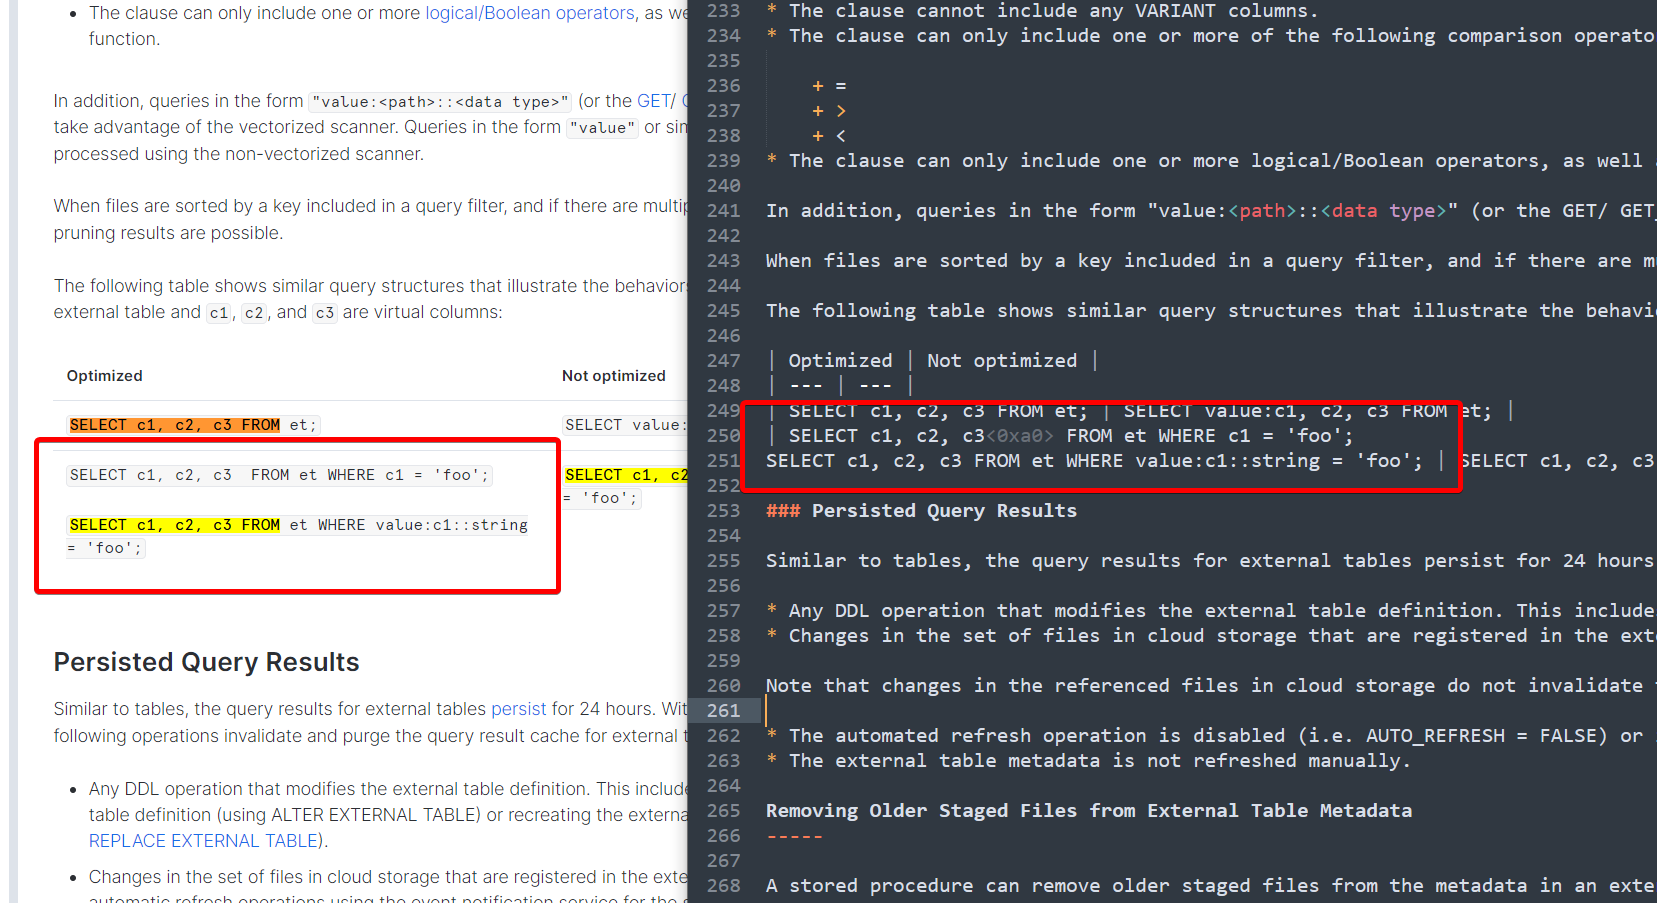 • The clause can only include one or more logical/Boolean operators, as we
function.
In addition, queries in the form "value:<path>::<data type>" (or the GET/
take advantage of the vectorized scanner. Queries in the form "value" or sim
processed using the non-vectorized scanner.
When files are sorted by a key included in a query filter, and if there are multip
pruning results are possible.
The following table shows similar query structures that illustrate the behaviors
external table and c1, c2, and c3 are virtual columns:
Optimized Not optimized
SELECT c1, c2, c3 FROM et; SELECT value:
SELECT c1, c2, c3  FROM et WHERE c1 = 'foo'; SELECT c1, c2
= 'foo';
SELECT c1, c2, c3 FROM et WHERE value:c1::string
= 'foo';
Persisted Query Results
Similar to tables, the query results for external tables persist for 24 hours. Wit
following operations invalidate and purge the query result cache for external t
• Any DDL operation that modifies the external table definition. This include
table definition (using ALTER EXTERNAL TABLE) or recreating the externa
REPLACE EXTERNAL TABLE).
• Changes in the set of files in cloud storage that are registered in the exte
automatic refresh operations using the event notification service for the
233 * The clause cannot include any VARIANT columns.
234 * The clause can only include one or more of the following comparison operato
235
236 + =
237 + >
238 + <
239 * The clause can only include one or more logical/Boolean operators, as well
240
241 In addition, queries in the form "value:<path>::<data type>" (or the GET/ GET_
242
243 When files are sorted by a key included in a query filter, and if there are mu
244
245 The following table shows similar query structures that illustrate the behavi
246
247 | Optimized | Not optimized |
248 | --- | --- |
249 | SELECT c1, c2, c3 FROM et; | SELECT value:c1, c2, c3 FROM et; |
250 | SELECT c1, c2, c3<0xa0> FROM et WHERE c1 = 'foo';
251 SELECT c1, c2, c3 FROM et WHERE value:c1::string = 'foo'; | SELECT c1, c2, c3
252
253 ### Persisted Query Results
254
255 Similar to tables, the query results for external tables persist for 24 hours
256
257 * Any DDL operation that modifies the external table definition. This include
258 * Changes in the set of files in cloud storage that are registered in the ext
259
260 Note that changes in the referenced files in cloud storage do not invalidate
261
262 * The automated refresh operation is disabled (i.e. AUTO_REFRESH = FALSE) or
263 * The external table metadata is not refreshed manually.
264
265 Removing Older Staged Files from External Table Metadata
266 -----
267
268 A stored procedure can remove older staged files from the metadata in an exte